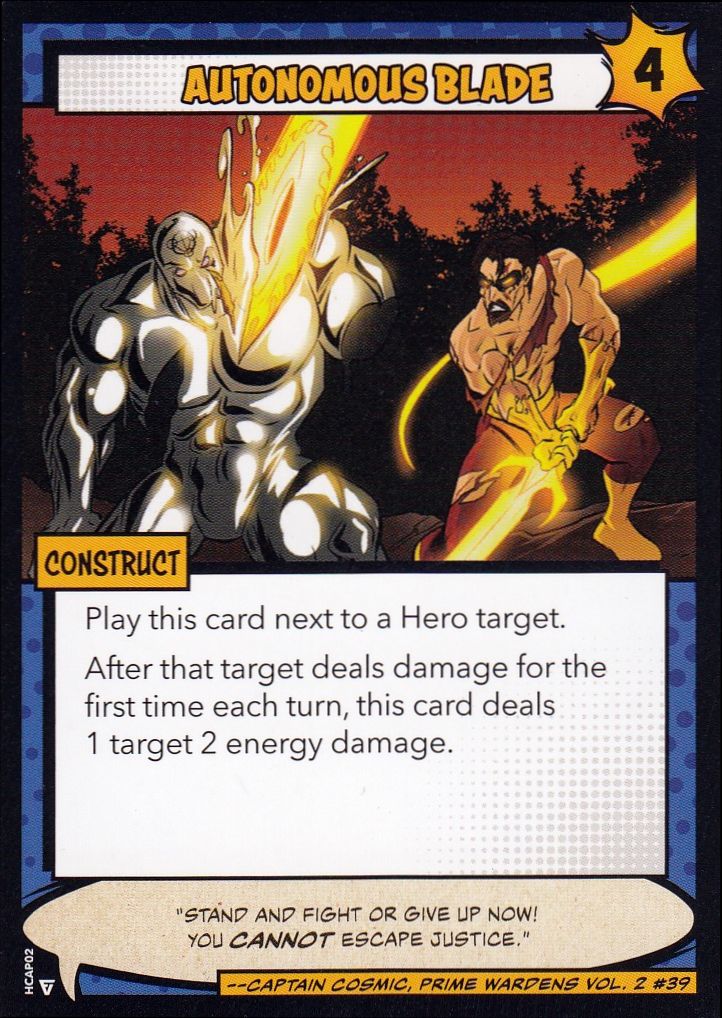 AUTONOMOUS BLADE
4
CONSTRUCT
Play this card next to a Hero target.
After that target deals damage for the
first time each turn, this card deals
1 target 2 energy damage.
"STAND AND FIGHT OR GIVE UP NOW!
YOU CANNOT ESCAPE JUSTICE."
--CAPTAIN COSMIC, PRIME WARDENS VOL. 2 #39
HCAP02